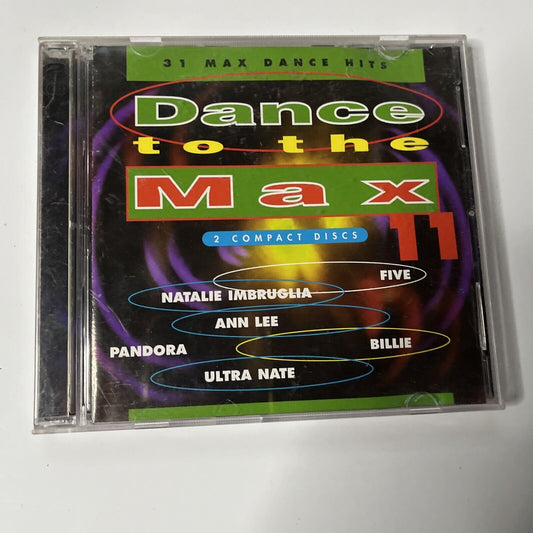 31 MAX DANCE HITS
Dance
to the
Max
11
2 COMPACT DISCS
FIVE
NATALIE IMBRUGLIA
ANN LEE
PANDORA
BILLIE
ULTRA NATE